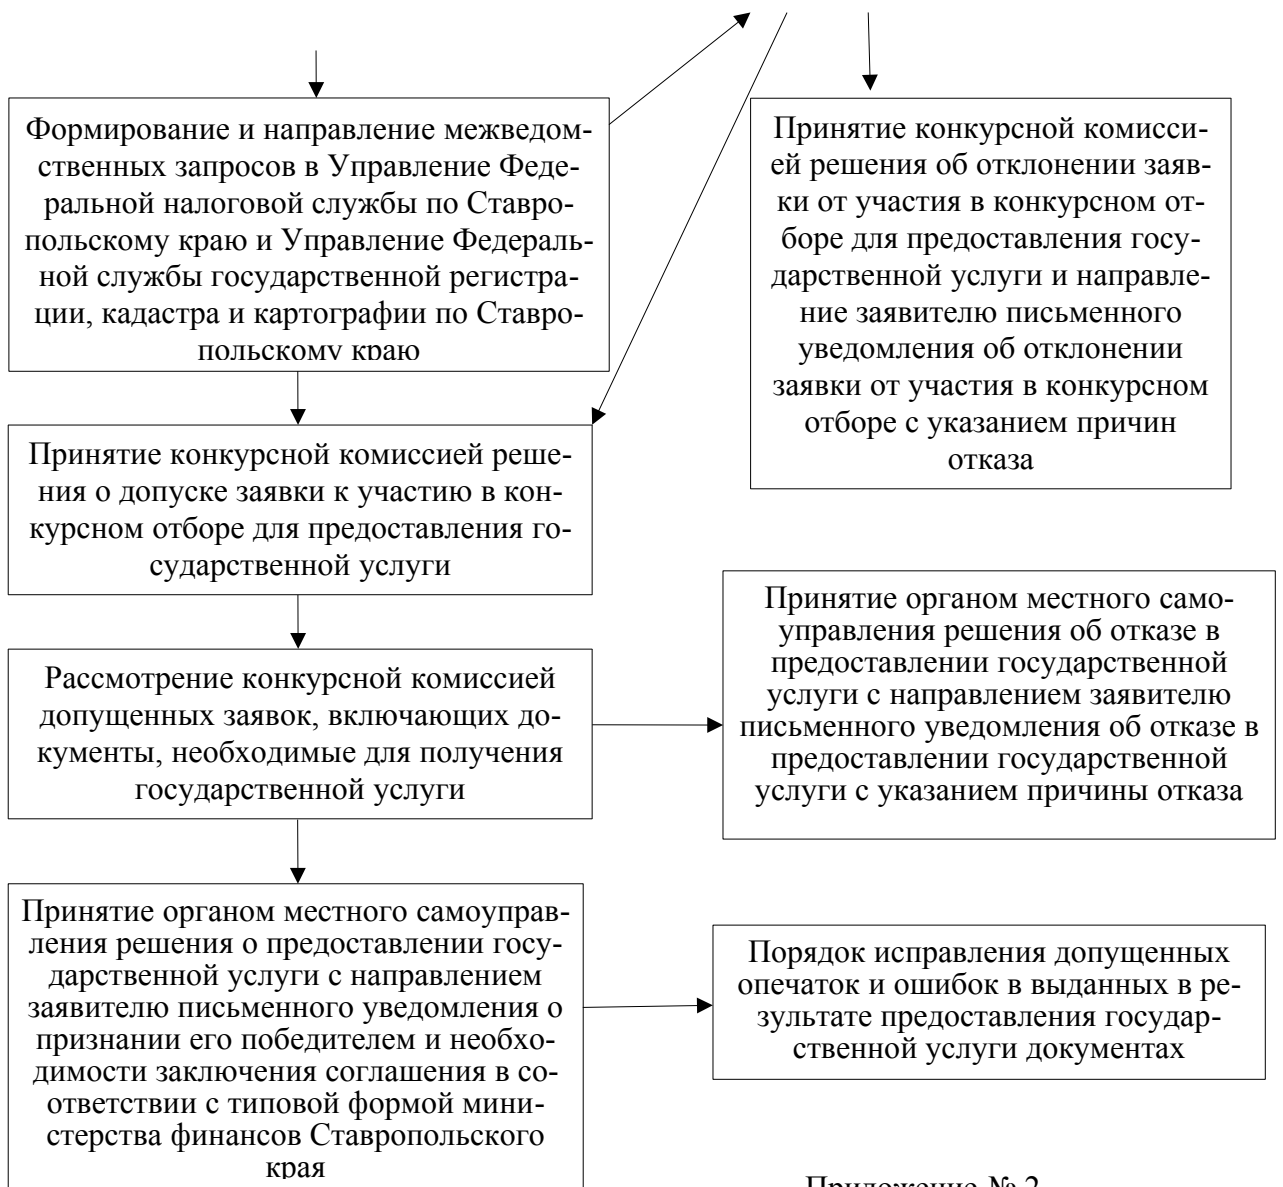 Формирование и направление межведом-
ственных запросов в Управление Феде-
ральной налоговой службы по Ставро-
польскому краю и Управление Федераль-
ной службы государственной регистра-
ции, кадастра и картографии по Ставро-
польскому краю
Принятие конкурсной комисси-
ей решения об отклонении заяв-
ки от участия в конкурсном от-
боре для предоставления госу-
дарственной услуги и направле-
ние заявителю письменного
уведомления об отклонении
заявки от участия в конкурсном
отборе с указанием причин
отказа
Принятие конкурсной комиссией реше-
ния о допуске заявки к участию в кон-
курсном отборе для предоставления го-
сударственной услуги
Рассмотрение конкурсной комиссией
допущенных заявок, включающих до-
кументы, необходимые для получения
государственной услуги
Принятие органом местного само-
управления решения об отказе в
предоставлении государственной
услуги с направлением заявителю
письменного уведомления об отказе в
предоставлении государственной
услуги с указанием причины отказа
Принятие органом местного самоуправ-
ления решения о предоставлении госу-
дарственной услуги с направлением
заявителю письменного уведомления о
признании его победителем и необхо-
димости заключения соглашения в со-
ответствии с типовой формой мини-
стерства финансов Ставропольского
края
Порядок исправления допущенных
опечаток и ошибок в выданных в ре-
зультате предоставления государ-
ственной услуги документах
Приложение № 2